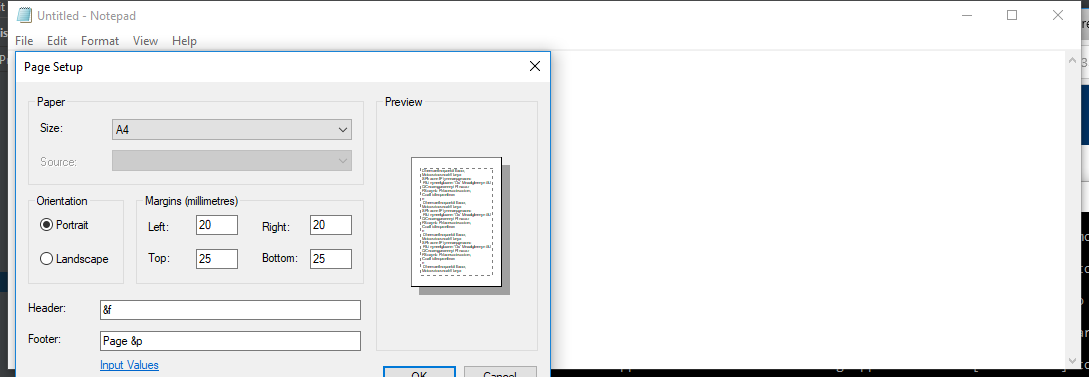 Untitled - Notepad
File Edit Format View Help
Page Setup
Paper
Size: A4
Source:
Orientation
Portrait
Landscape
Margins (millimetres)
Left: 20 Right: 20
Top: 25 Bottom: 25
Preview
Header: &f
Footer: Page &p
Input Values
OK Cancel